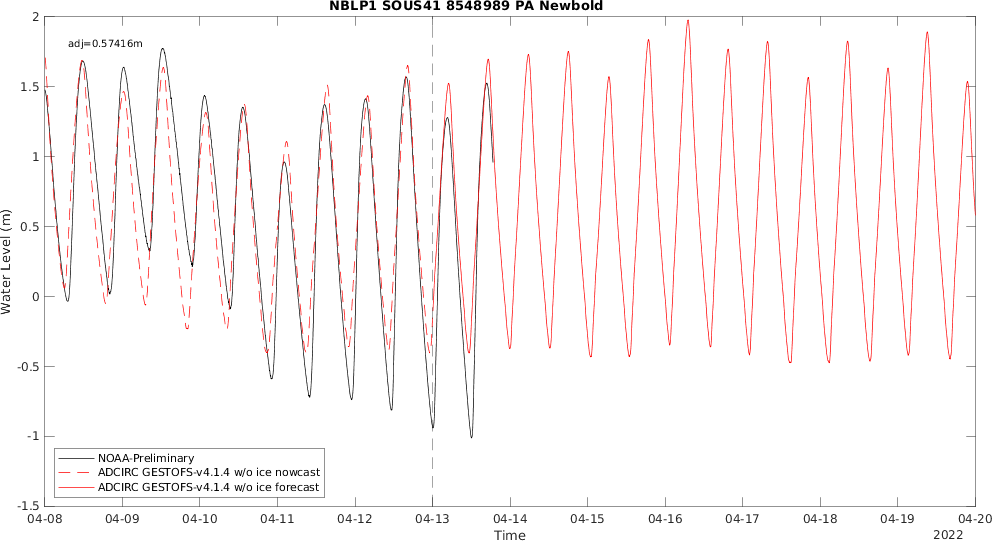 NBLP1 SOUS41 8548989 PA Newbold
adj=0.57416m
Water Level (m)
2
1.5
1
0.5
0
-0.5
-1
-1.5
NOAA-Preliminary
ADCIRC GESTOFS-v4.1.4 w/o ice nowcast
ADCIRC GESTOFS-v4.1.4 w/o ice forecast
04-08 04-09 04-10 04-11 04-12 04-13 04-14 04-15 04-16 04-17 04-18 04-19 04-20
Time
2022